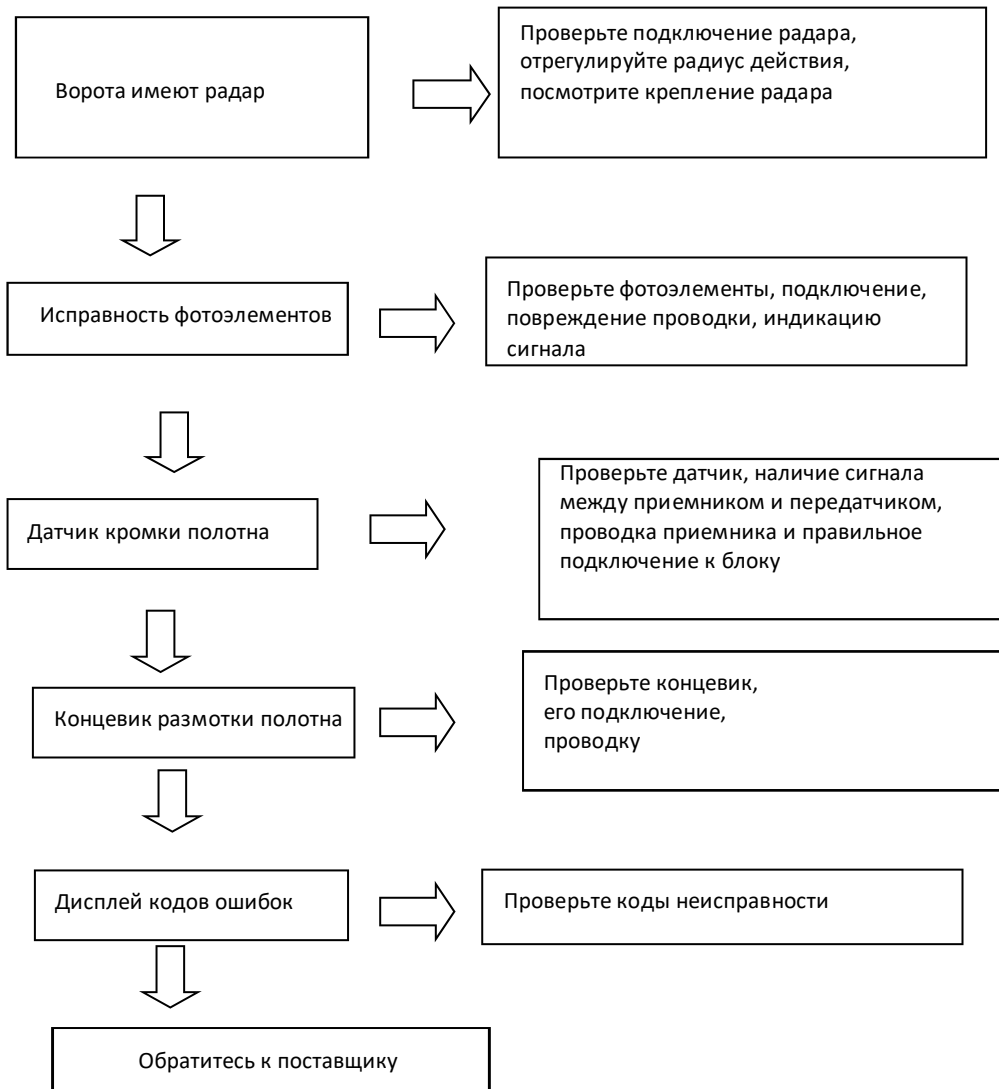 Ворота имеют радар
Проверьте подключение радара,
отрегулируйте радиус действия,
посмотрите крепление радара
Исправность фотоэлементов
Проверьте фотоэлементы, подключение,
повреждение проводки, индикацию
сигнала
Датчик кромки полотна
Проверьте датчик, наличие сигнала
между приемником и передатчиком,
проводка приемника и правильное
подключение к блоку
Концевик размотки полотна
Проверьте концевик,
его подключение,
проводку
Дисплей кодов ошибок
Проверьте коды неисправности
Обратитесь к поставщику